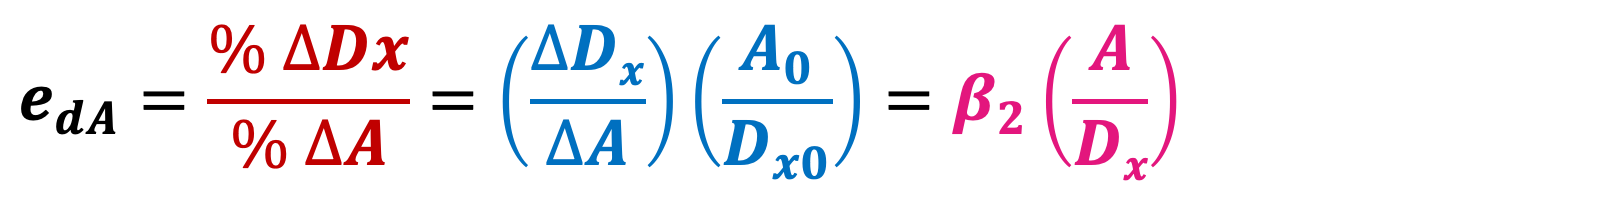 e_dA = % ΔDx / % ΔA = (ΔD_x / ΔA) (A_0 / D_x0) = β_2 (A / D_x)